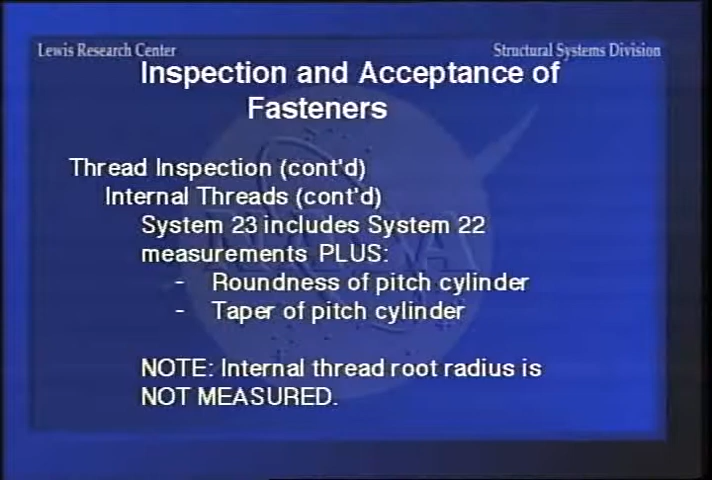 Lewis Research Center
Structural Systems Division
Inspection and Acceptance of
Fasteners
Thread Inspection (cont'd)
Internal Threads (cont'd)
System 23 includes System 22
measurements PLUS:
- Roundness of pitch cylinder
- Taper of pitch cylinder
NOTE: Internal thread root radius is
NOT MEASURED.